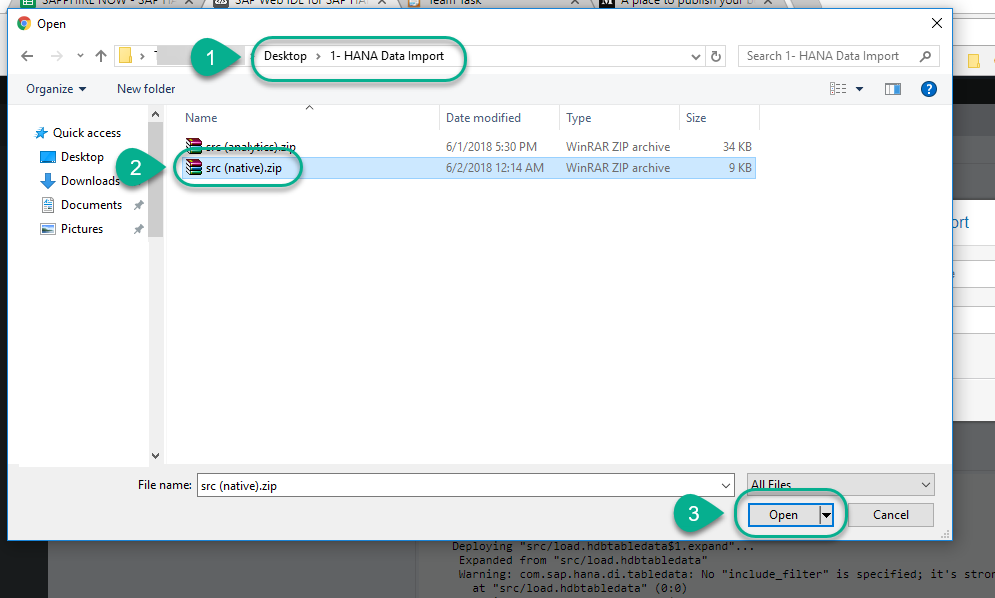 SAPPHIRE NOW - SAP
SAP Web IDE for SAP
Team Task
A place to publish your
Open
1
Desktop > 1- HANA Data Import
Search 1- HANA Data Import
Organize
New folder
Name
Date modified
Type
Size
Quick access
Desktop
Downloads
Documents
Pictures
src (analytics).zip
6/1/2018 5:30 PM
WinRAR ZIP archive
34 KB
2
src (native).zip
6/2/2018 12:14 AM
WinRAR ZIP archive
9 KB
File name:
src (native).zip
All Files
3
Open
Cancel
Deploying "src/load.hdbtabledata$1.expand"...
Expanded from "src/load.hdbtabledata"
Warning: com.sap.hana.di.tabledata: No "include_filter" is specified; it's
at "src/load.hdbtabledata" (0:0)